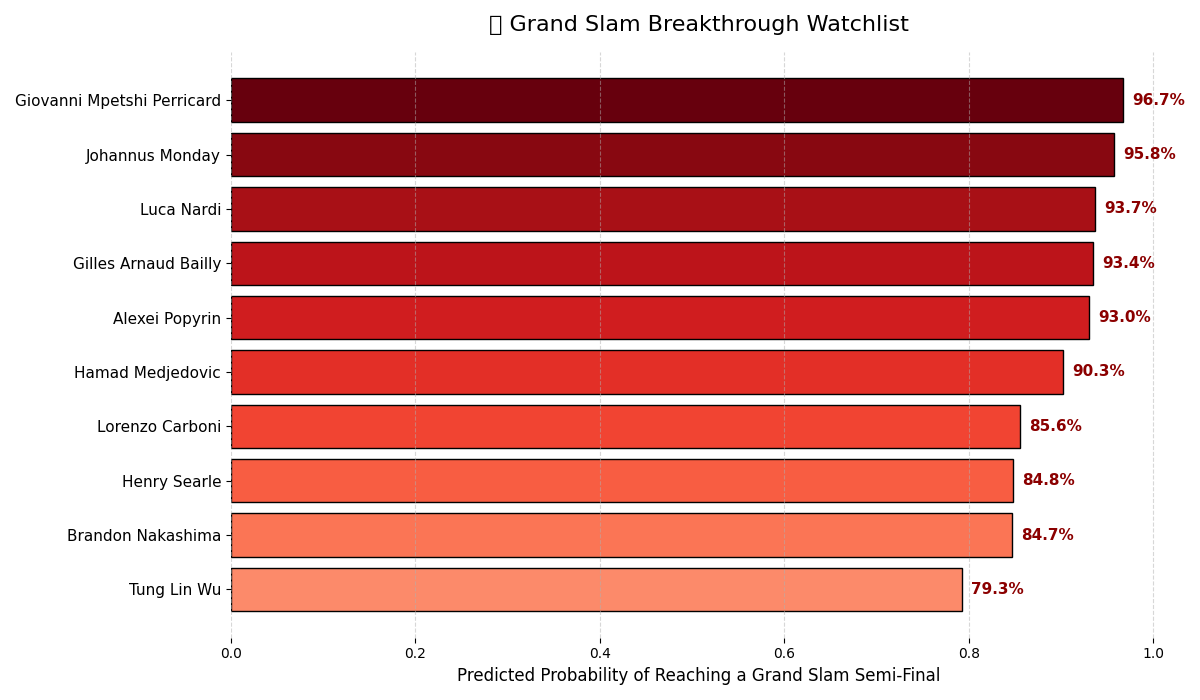 Grand Slam Breakthrough Watchlist
Giovanni Mpetshi Perricard 96.7%
Johannus Monday 95.8%
Luca Nardi 93.7%
Gilles Arnaud Bailly 93.4%
Alexei Popyrin 93.0%
Hamad Medjedovic 90.3%
Lorenzo Carboni 85.6%
Henry Searle 84.8%
Brandon Nakashima 84.7%
Tung Lin Wu 79.3%
0.0 0.2 0.4 0.6 0.8 1.0
Predicted Probability of Reaching a Grand Slam Semi-Final